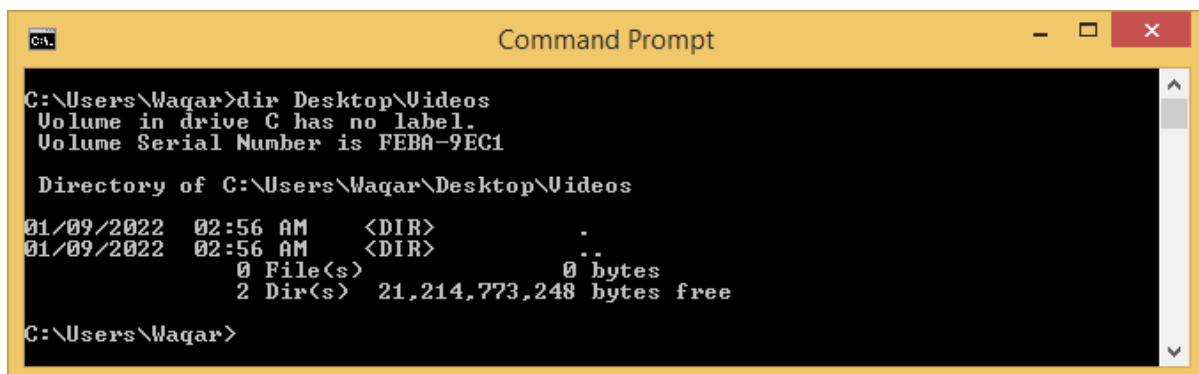 C:\.
Command Prompt
C:\Users\Waqar>dir Desktop\Videos
 Volume in drive C has no label.
 Volume Serial Number is FEBA-9EC1

 Directory of C:\Users\Waqar\Desktop\Videos

01/09/2022  02:56 AM    <DIR>          .
01/09/2022  02:56 AM    <DIR>          ..
               0 File(s)              0 bytes
               2 Dir(s)  21,214,773,248 bytes free

C:\Users\Waqar>